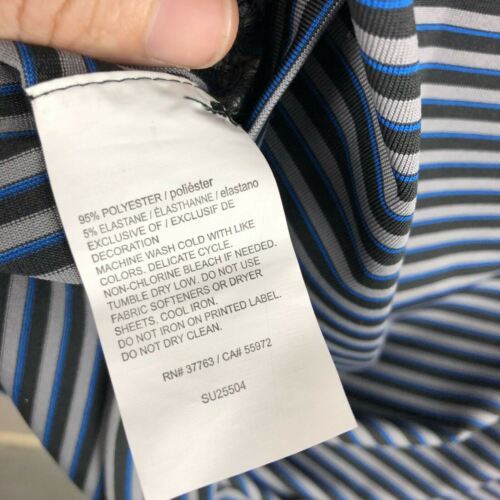 95% POLYESTER / poliéster
5% ELASTANE / ÉLASTHANNE / elastano
EXCLUSIVE OF / EXCLUSIF DE
DECORATION
MACHINE WASH COLD WITH LIKE
COLORS. DELICATE CYCLE.
NON-CHLORINE BLEACH IF NEEDED.
TUMBLE DRY LOW. DO NOT USE
FABRIC SOFTENERS OR DRYER
SHEETS, COOL IRON.
DO NOT IRON ON PRINTED LABEL.
DO NOT DRY CLEAN.
RN# 37763 / CA# 55972
SU25504